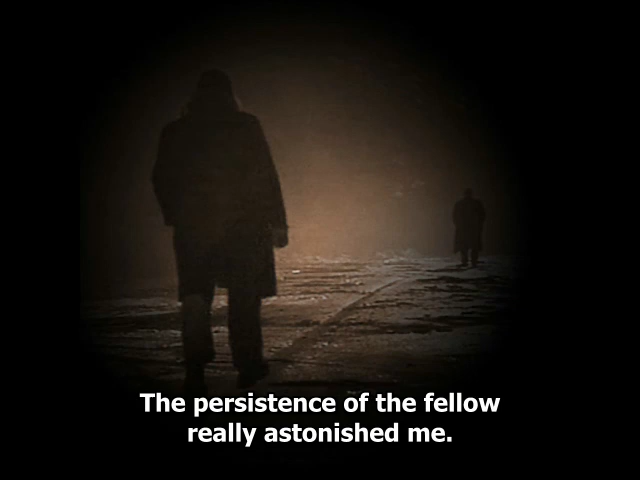 The persistence of the fellow
really astonished me.